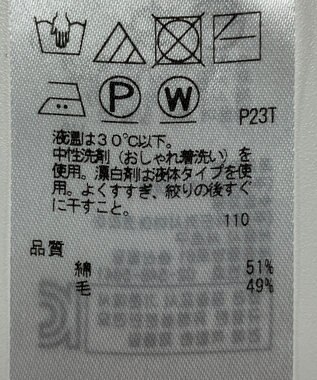 P W
P23T
液温は30℃以下。
中性洗剤（おしゃれ着洗い）を
使用。漂白剤は液体タイプを使
用。よくすすぎ、絞りの後すぐ
に干すこと。
110
品質
綿 51%
毛 49%